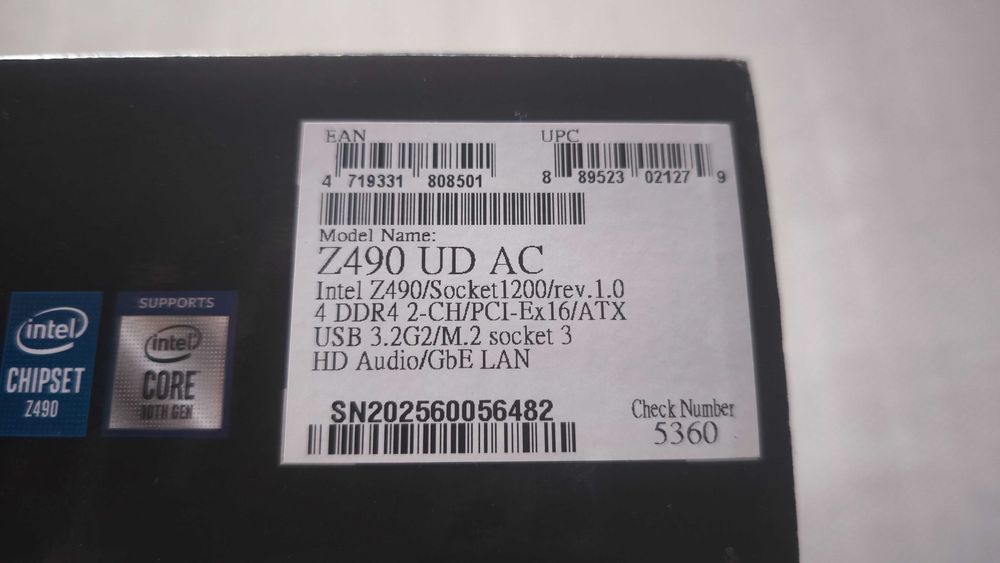 EAN
UPC
4 719331 808501
8 89523 02127 9
Model Name:
Z490 UD AC
Intel Z490/Socket1200/rev.1.0
4 DDR4 2-CH/PCI-Ex16/ATX
USB 3.2G2/M.2 socket 3
HD Audio/GbE LAN
SN202560056482
Check Number
5360
intel
CHIPSET
Z490
SUPPORTS
intel
CORE
10TH GEN